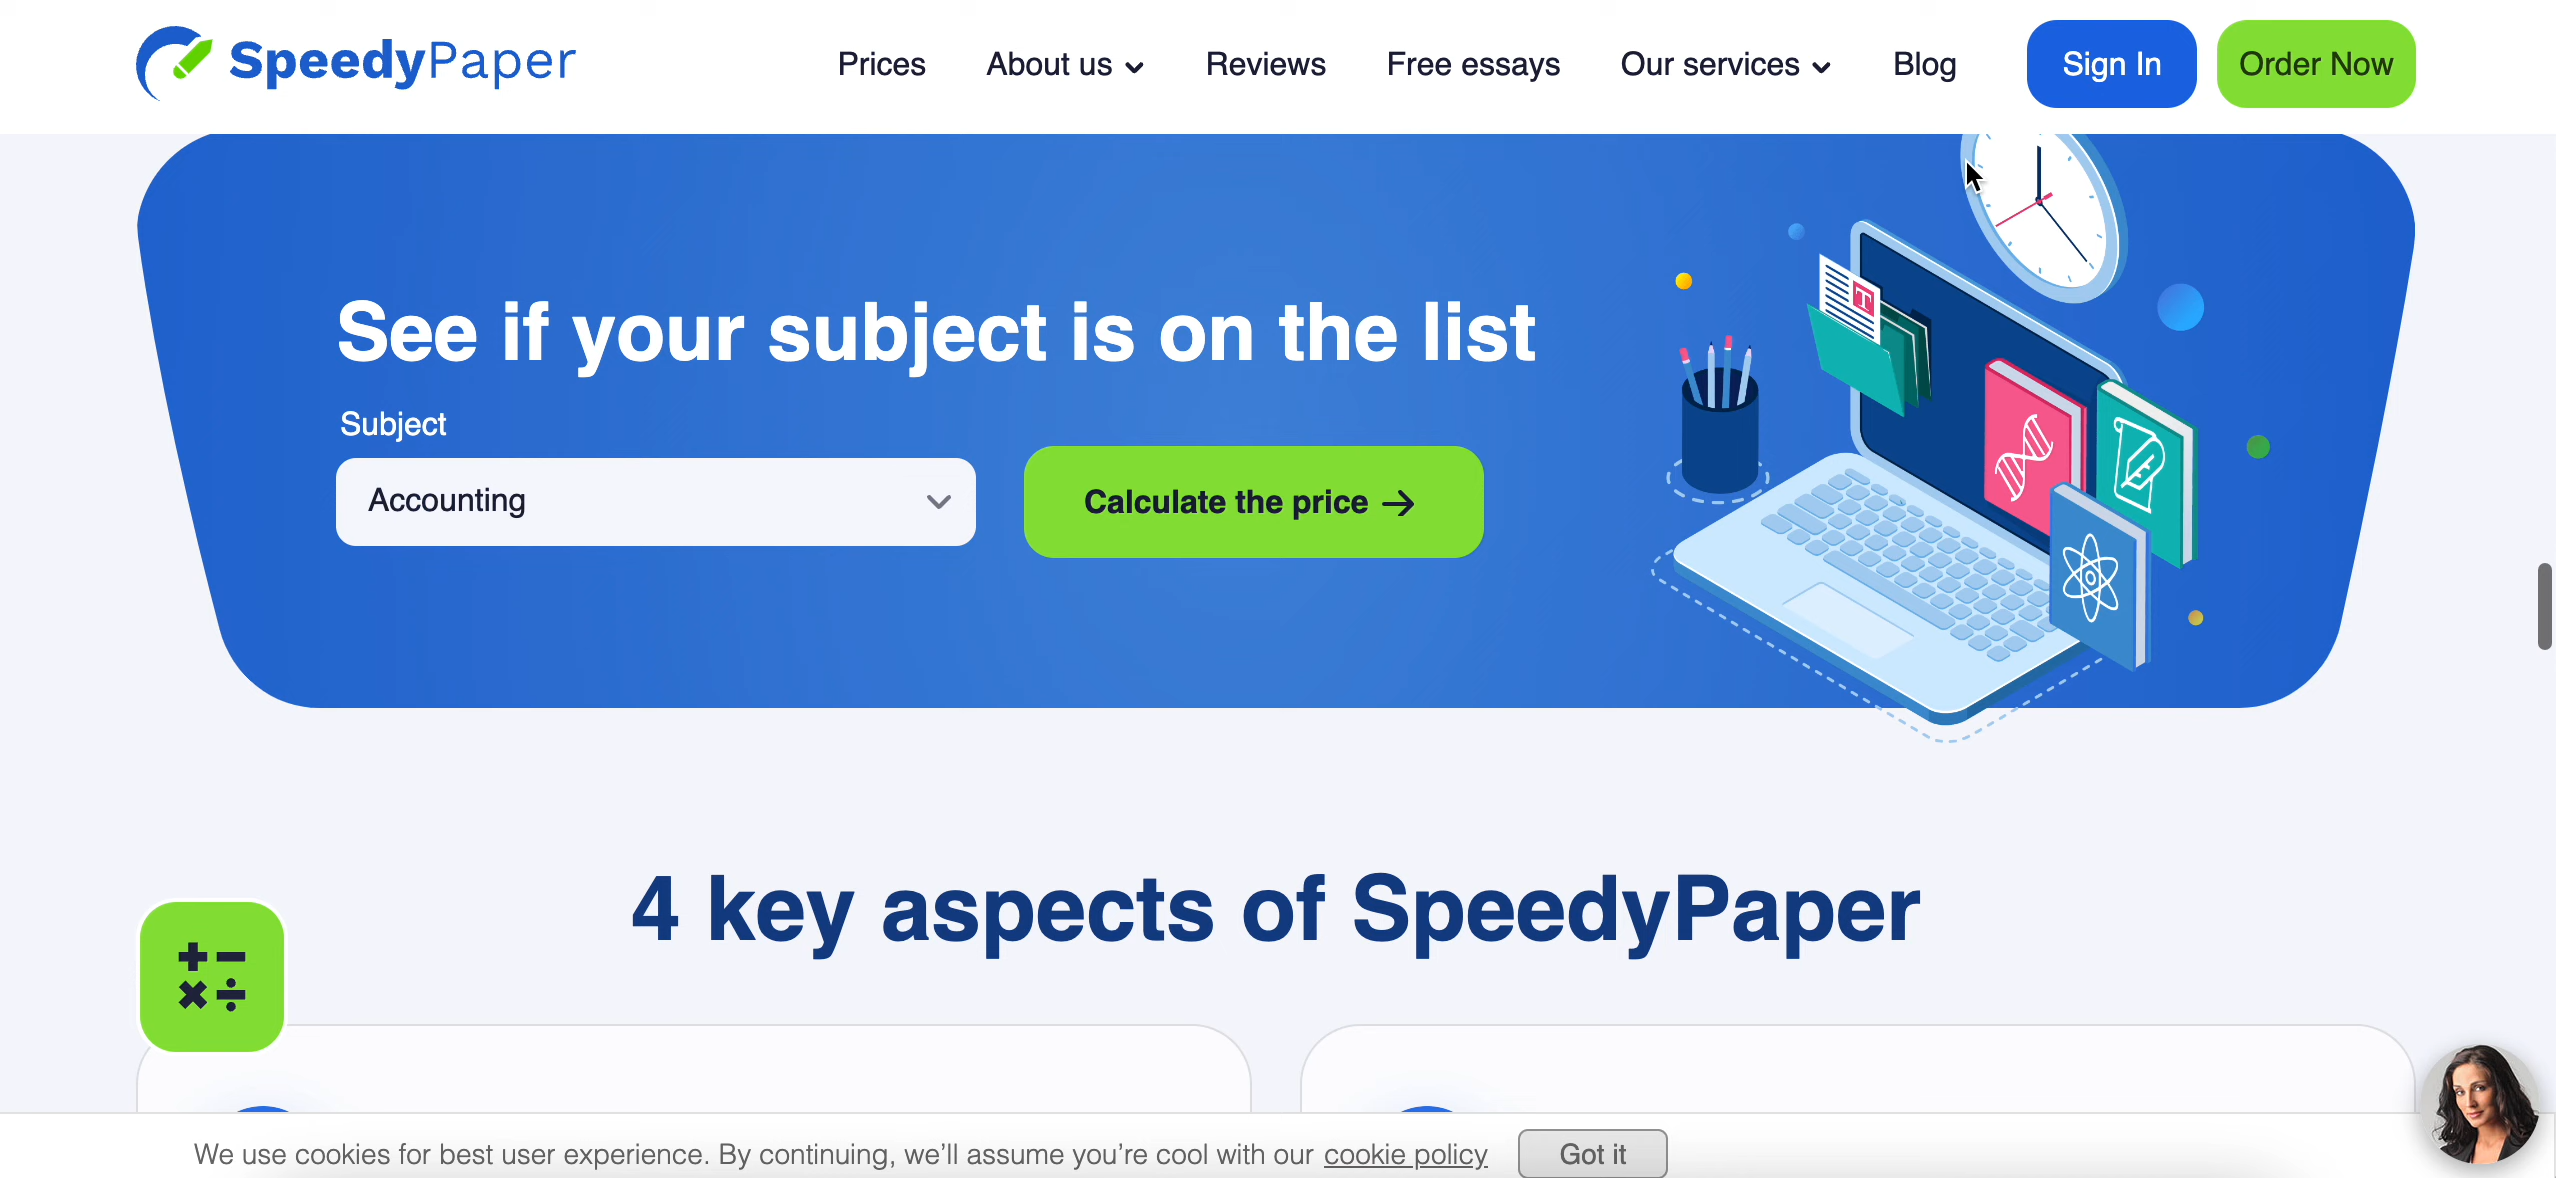 SpeedyPaper
Prices About us Reviews Free essays Our services Blog Sign In Order Now
See if your subject is on the list
Subject
Accounting
Calculate the price →
T
4 key aspects of SpeedyPaper
We use cookies for best user experience. By continuing, we’ll assume you’re cool with our cookie policy Got it